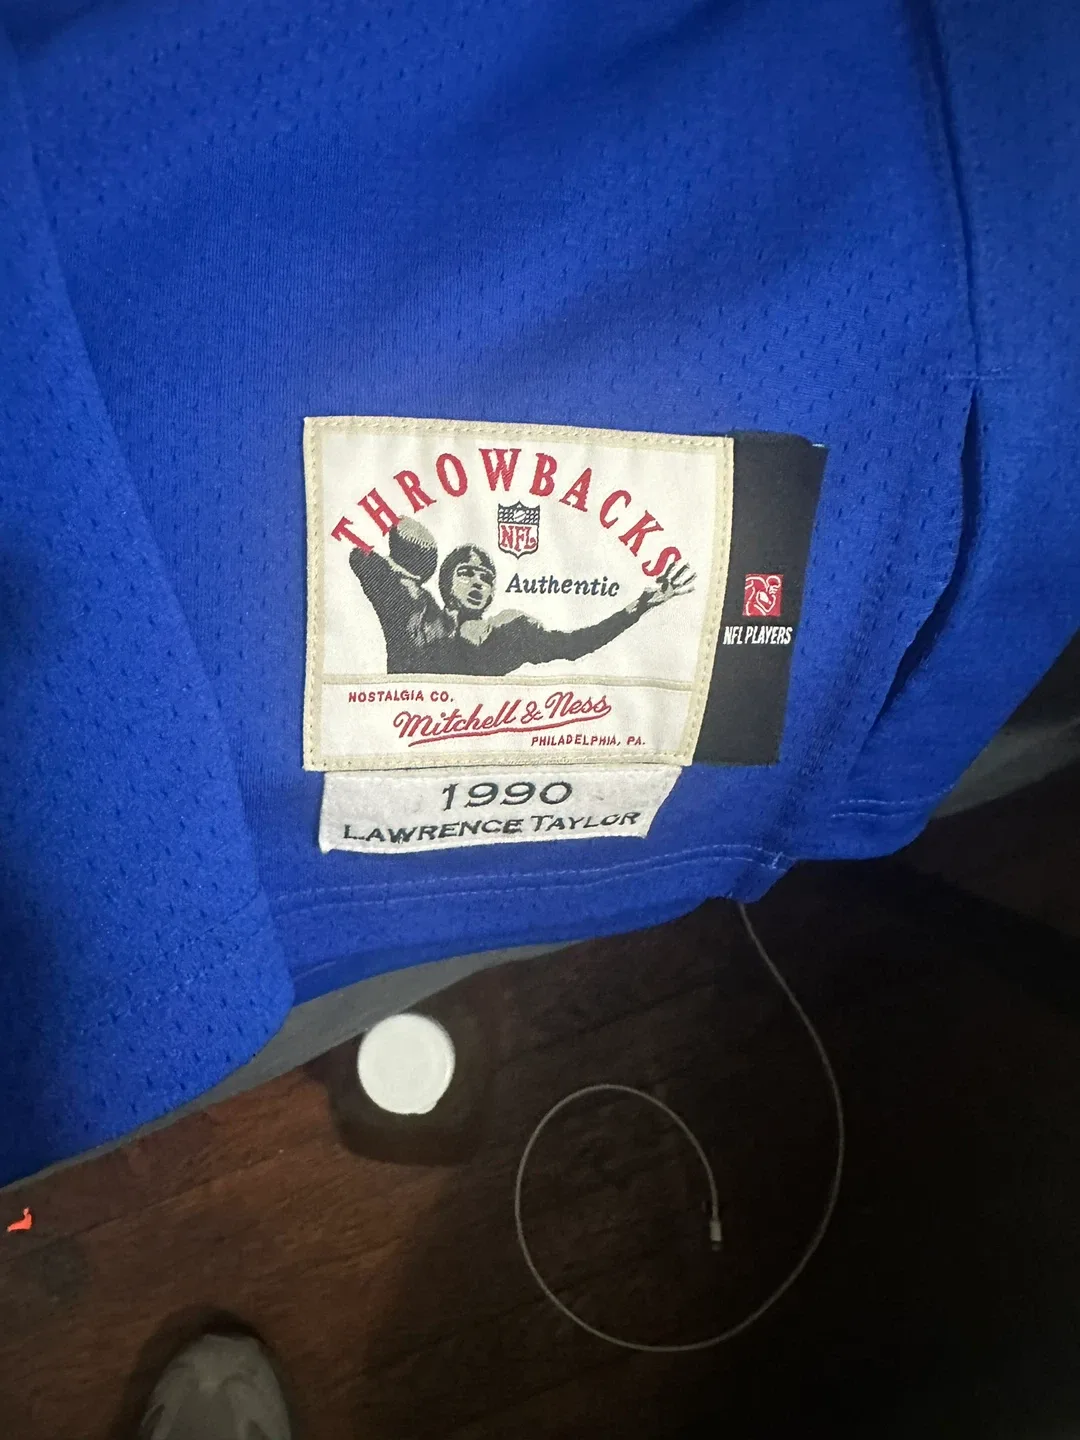 THROWBACKS
NFL
Authentic
NOSTALGIA CO.
Mitchell & Ness
PHILADELPHIA, PA.
NFL PLAYERS
1990
LAWRENCE TAYLOR